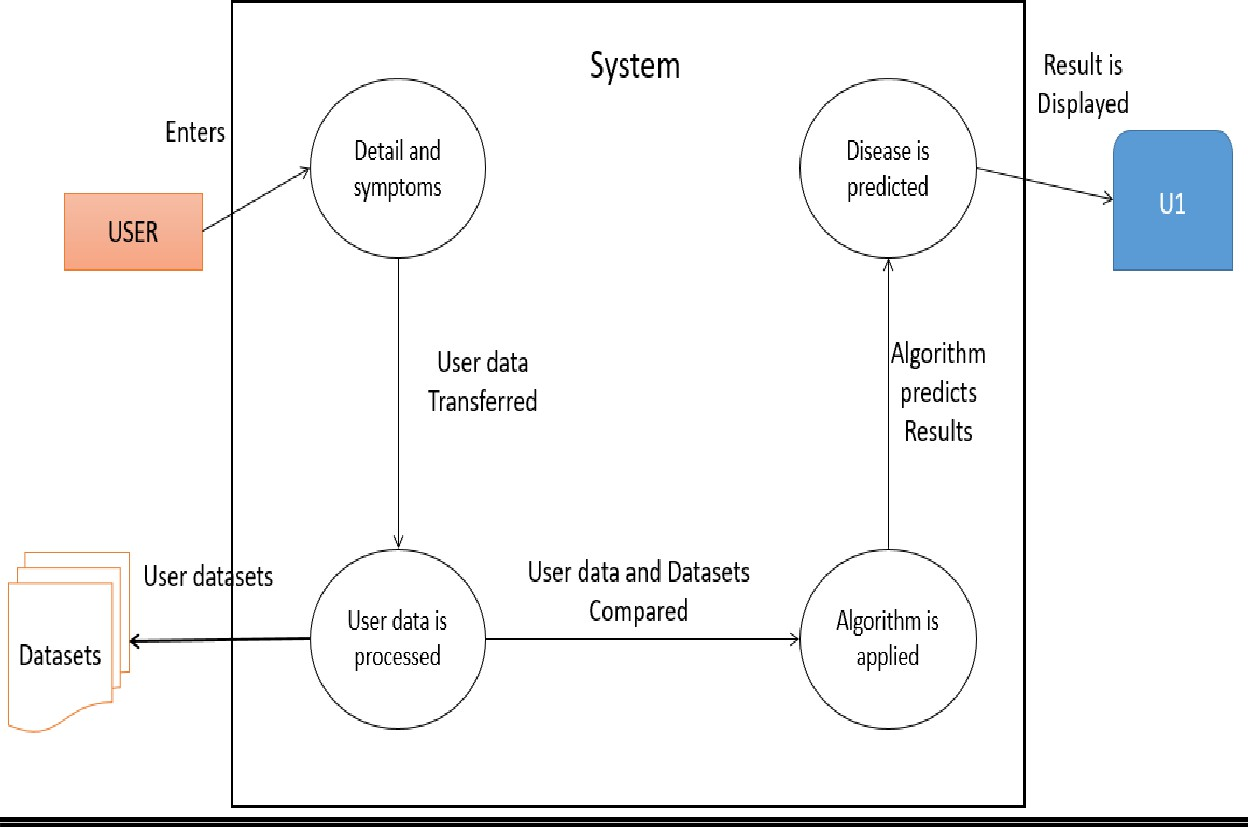 System
Result is
Displayed
Enters
Detail and
symptoms
Disease is
predicted
USER
U1
User data
Transferred
Algorithm
predicts
Results
User datasets
User data and Datasets
Compared
Datasets
User data is
processed
Algorithm is
applied